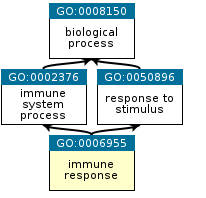 GO:0008150
biological
process
GO:0002376
immune
system
process
GO:0050896
response to
stimulus
GO:0006955
immune
response